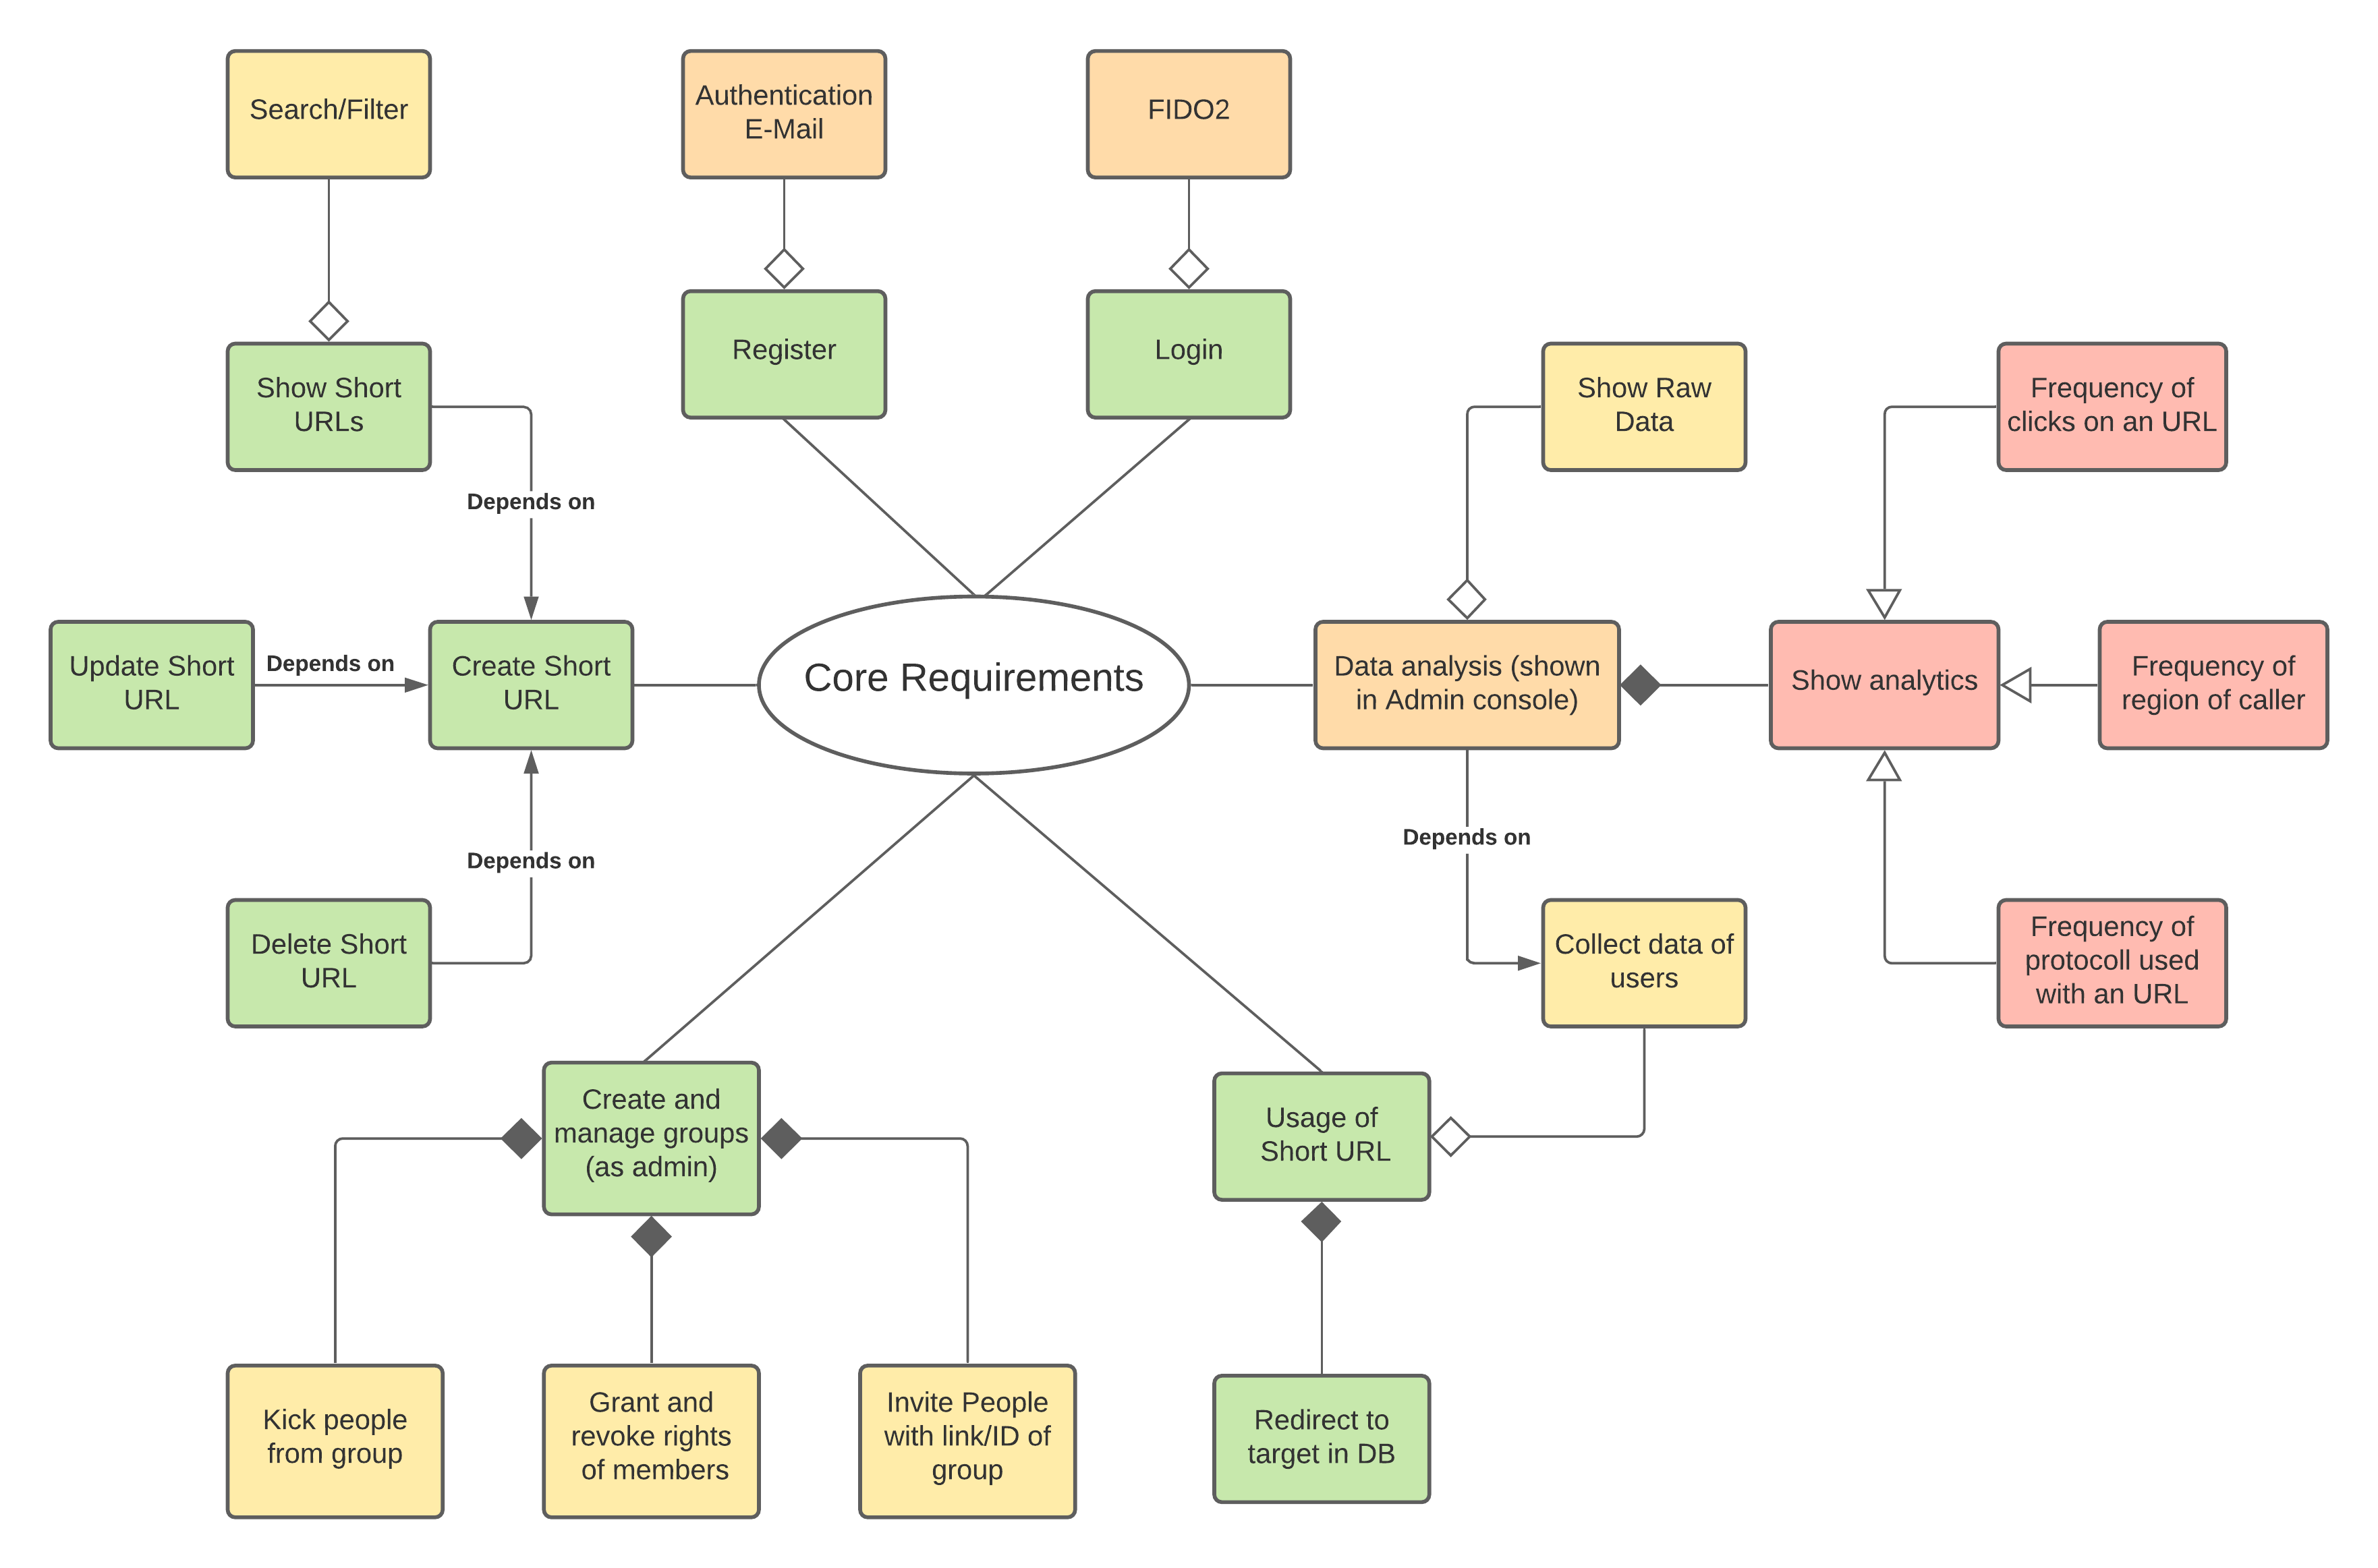 Search/Filter
Authentication
E-Mail
FIDO2
Register
Login
Show Short
URLs
Show Raw
Data
Frequency of
clicks on an URL
Depends on
Update Short
URL
Depends on
Create Short
URL
Core Requirements
Data analysis (shown
in Admin console)
Show analytics
Frequency of
region of caller
Depends on
Depends on
Delete Short
URL
Collect data of
users
Frequency of
protocoll used
with an URL
Create and
manage groups
(as admin)
Usage of
Short URL
Kick people
from group
Grant and
revoke rights
of members
Invite People
with link/ID of
group
Redirect to
target in DB